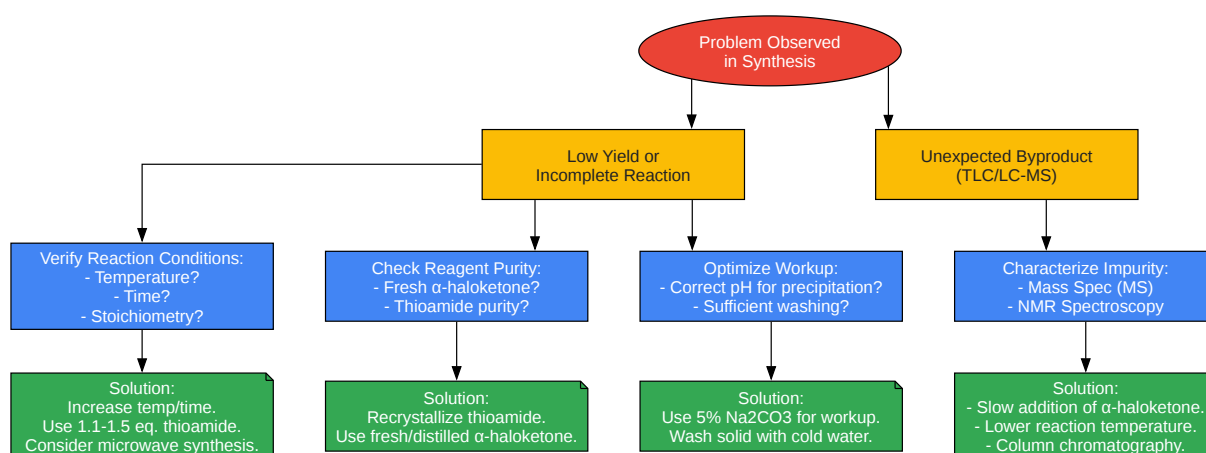 Problem Observed
in Synthesis
Low Yield or
Incomplete Reaction
Unexpected Byproduct
(TLC/LC-MS)
Verify Reaction Conditions:
- Temperature?
- Time?
- Stoichiometry?
Check Reagent Purity:
- Fresh α-haloketone?
- Thioamide purity?
Optimize Workup:
- Correct pH for precipitation?
- Sufficient washing?
Characterize Impurity:
- Mass Spec (MS)
- NMR Spectroscopy
Solution:
Increase temp/time.
Use 1.1-1.5 eq. thioamide.
Consider microwave synthesis.
Solution:
Recrystallize thioamide.
Use fresh/distilled α-haloketone.
Solution:
Use 5% Na2CO3 for workup.
Wash solid with cold water.
Solution:
- Slow addition of α-haloketone.
- Lower reaction temperature.
- Column chromatography.